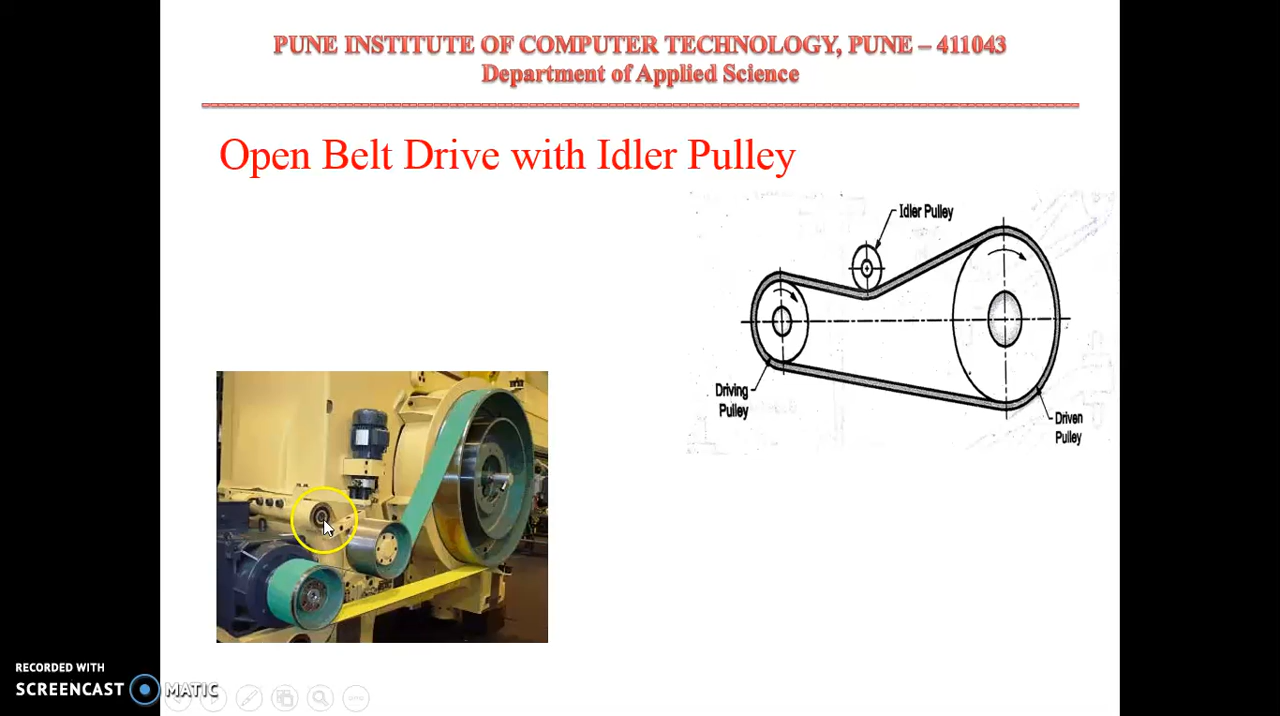 PUNE INSTITUTE OF COMPUTER TECHNOLOGY, PUNE – 411043
Department of Applied Science
Open Belt Drive with Idler Pulley
Idler Pulley
Driving
Pulley
Driven
Pulley
RECORDED WITH
SCREENCAST MATIC